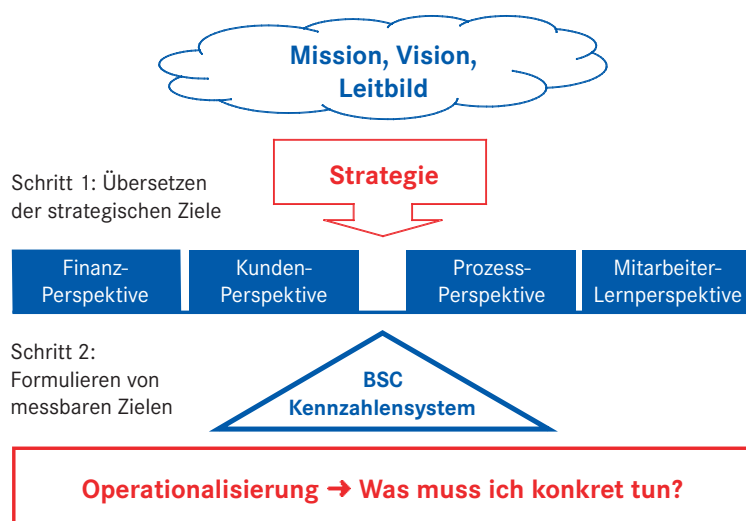 Mission, Vision,
Leitbild
Strategie
Schritt 1: Übersetzen
der strategischen Ziele
Finanz-
Perspektive
Kunden-
Perspektive
Prozess-
Perspektive
Mitarbeiter-
Lernperspektive
Schritt 2:
Formulieren von
messbaren Zielen
BSC
Kennzahlensystem
Operationalisierung → Was muss ich konkret tun?